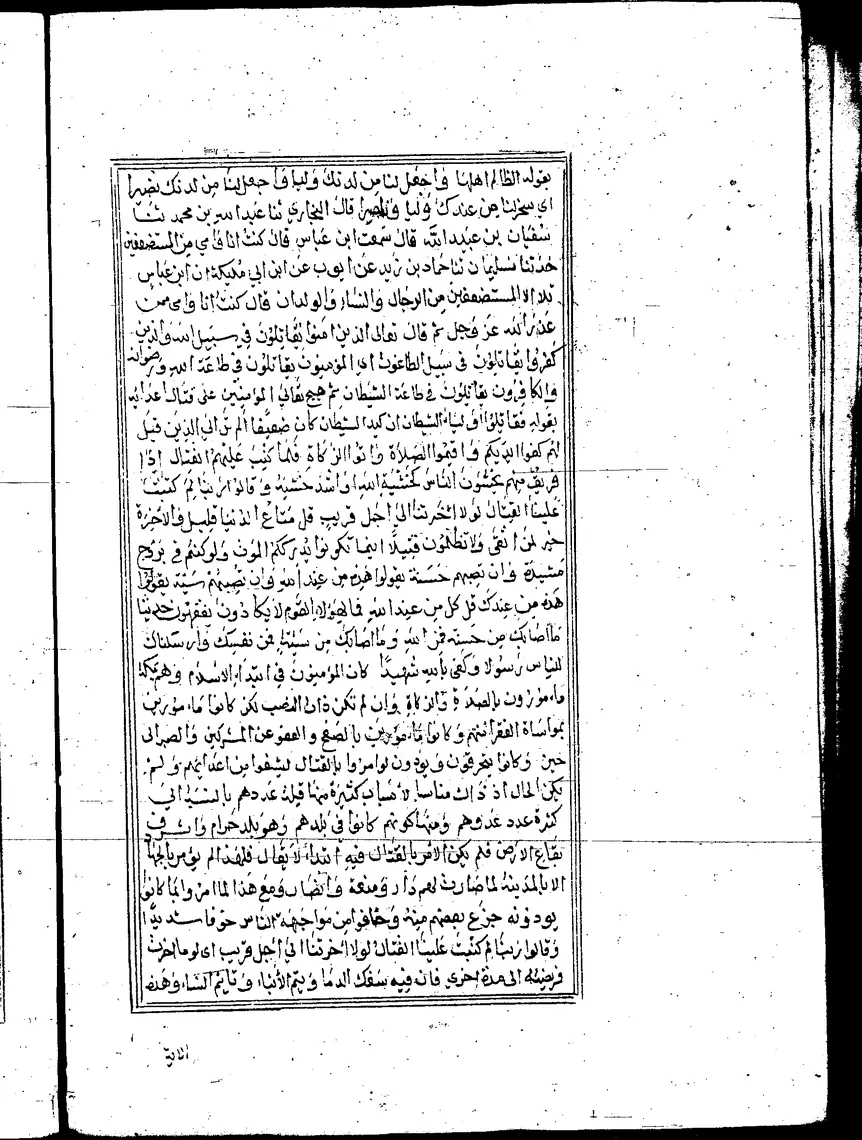 بقوله الظالم اهلها واجعل لنا من لدنك وليا واجعل لنا من لدنك نصيرا
اي سخر لنا من عندك وليا ونصيرا قال البخاري ثنا عبد الله بن محمد ثنا
سفيان بن عبيد الله قال سمعت ابن عباس قال كنت انا وامي من المستضعفين
حدثنا سليمان ثنا حماد بن زيد عن ايوب عن ابن ابي مليكة ان ابن عباس
تلا الا المستضعفين من الرجال والنساء والولدان قال كنت انا وامي ممن
عذر الله عز وجل ثم قال تعالى الذين امنوا يقاتلون في سبيل الله والذين
كفروا يقاتلون في سبيل الطاغوت اي المؤمنون يقاتلون في طاعة الله ورضوانه
والكافرون يقاتلون في طاعة الشيطان ثم هيج تعالى المؤمنين على قتال اعدائه
بقوله فقاتلوا اولياء الشيطان ان كيد الشيطان كان ضعيفا الم تر الى الذين قيل
لهم كفوا ايديكم واقيموا الصلاة واتوا الزكاة فلما كتب عليهم القتال اذا
فريق منهم يخشون الناس كخشية الله او اشد خشية وقالوا ربنا لم كتبت
علينا القتال لولا اخرتنا الى اجل قريب قل متاع الدنيا قليل والاخرة
خير لمن اتقى ولا تظلمون فتيلا اينما تكونوا يدرككم الموت ولو كنتم في بروج
مشيدة وان تصبهم حسنة يقولوا هذه من عند الله وان تصبهم سيئة يقولوا
هذه من عندك قل كل من عند الله فما لهؤلاء القوم لا يكادون يفقهون حديثا
ما اصابك من حسنة فمن الله وما اصابك من سيئة فمن نفسك وارسلناك
للناس رسولا وكفى بالله شهيدا كان المؤمنون في ابتداء الاسلام وهم بمكة
مامورون بالصلاة والزكاة وان لم تكن ذات النصب لكن كانوا مامورين
بمواساة الفقراء منهم وكانوا مامورين بالصفح والعفو عن المشركين والصبر الى
حين وكانوا يتحرقون ويودون لو امروا بالقتال ليشفوا من اعدائهم ولم
يكن الحال اذ ذاك مناسبا لاسباب كثيرة منها قلة عددهم بالنسبة الى
كثرة عدد عدوهم ومنها كونهم كانوا في بلدهم وهو بلد حرام واشرف
بقاع الارض فلم يكن الامر بالقتال فيه ابتداء لا يقال فلهذا لم يؤمر بالجهاد
الا بالمدينة لما صارت لهم دار ومنعة وانصار ومع هذا لما امروا بما كانوا
يودونه جزع بعضهم منه وخافوا من مواجهة الناس خوفا شديدا
وقالوا ربنا لم كتبت علينا القتال لولا اخرتنا الى اجل قريب اي لو ما اخرت
فريضته الى مدة اخرى فان فيه سفك الدما ويتم الأبناء وتايم النساء وهذه
الاية